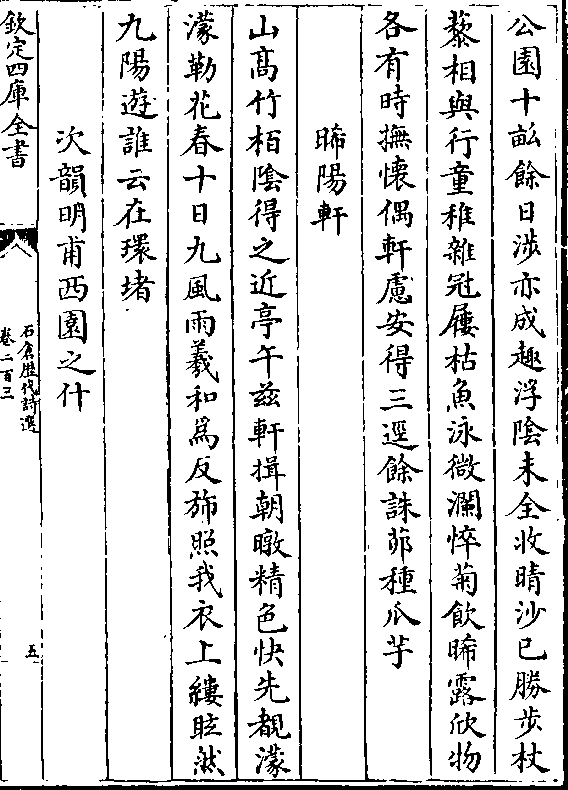 公園十畝餘日涉亦成趣浮陰未全收晴沙已勝步杖
藜相與行童稚雜冠屨枯魚泳微瀾悴菊飲晞露欣物
各有時撫懷偶軒慮安得三逕餘誅茆種瓜芋
晞陽軒
山髙竹栢陰得之近亭午兹軒揖朝暾精色快先覩濛
濛勒花春十日九風雨羲和為反斾照我衣上縷眩然
九陽遊誰云在環堵
次韻明甫西園之什
欽定四庫全書
石倉歴代詩選
卷二百三
五